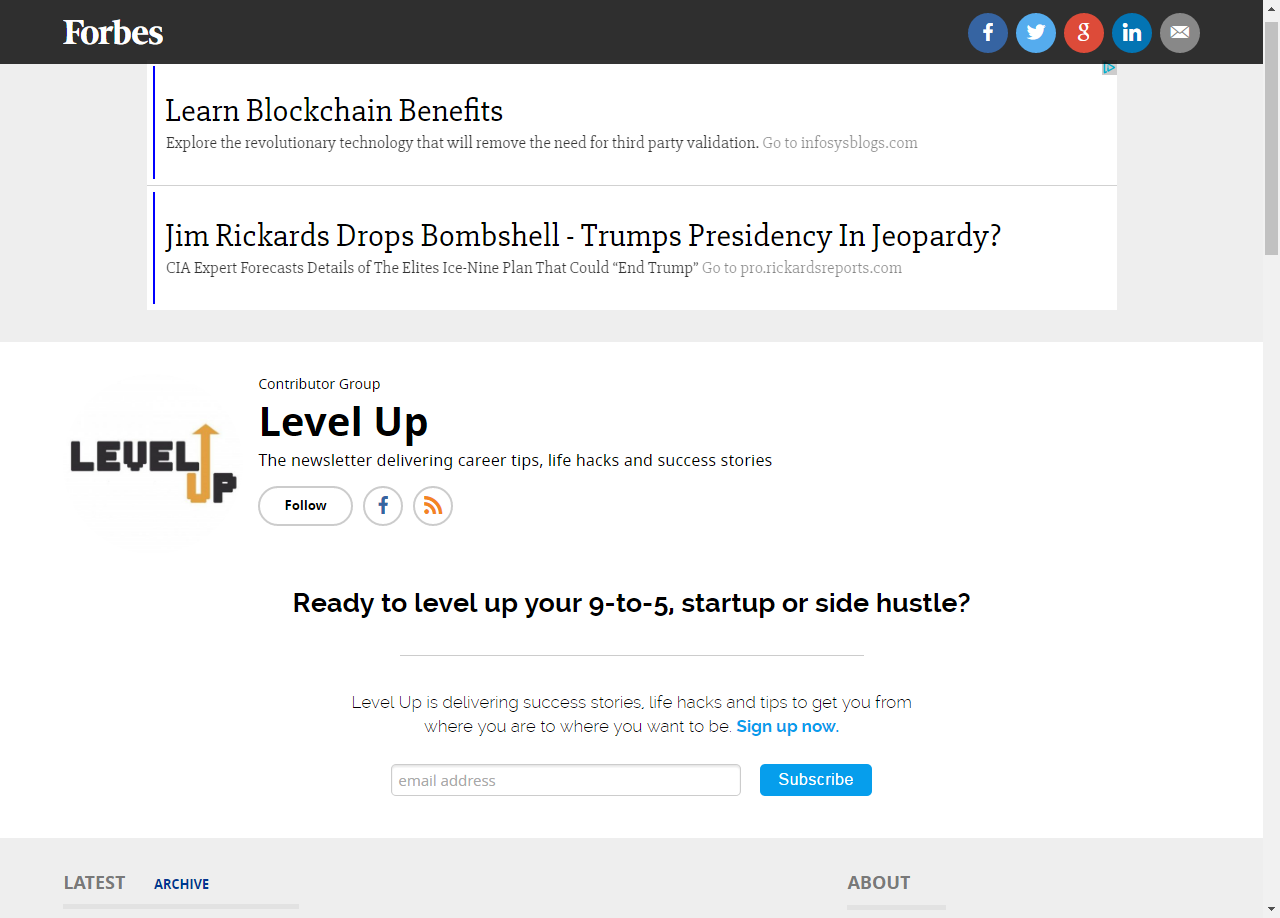 Forbes
Learn Blockchain Benefits
Explore the revolutionary technology that will remove the need for third party validation. Go to infosysblogs.com
Jim Rickards Drops Bombshell - Trumps Presidency In Jeopardy?
CIA Expert Forecasts Details of The Elites Ice-Nine Plan That Could “End Trump” Go to pro.rickardsreports.com
LEVEL UP
Contributor Group
Level Up
The newsletter delivering career tips, life hacks and success stories
Follow
Ready to level up your 9-to-5, startup or side hustle?
Level Up is delivering success stories, life hacks and tips to get you from
where you are to where you want to be. Sign up now.
email address
Subscribe
LATEST ARCHIVE
ABOUT